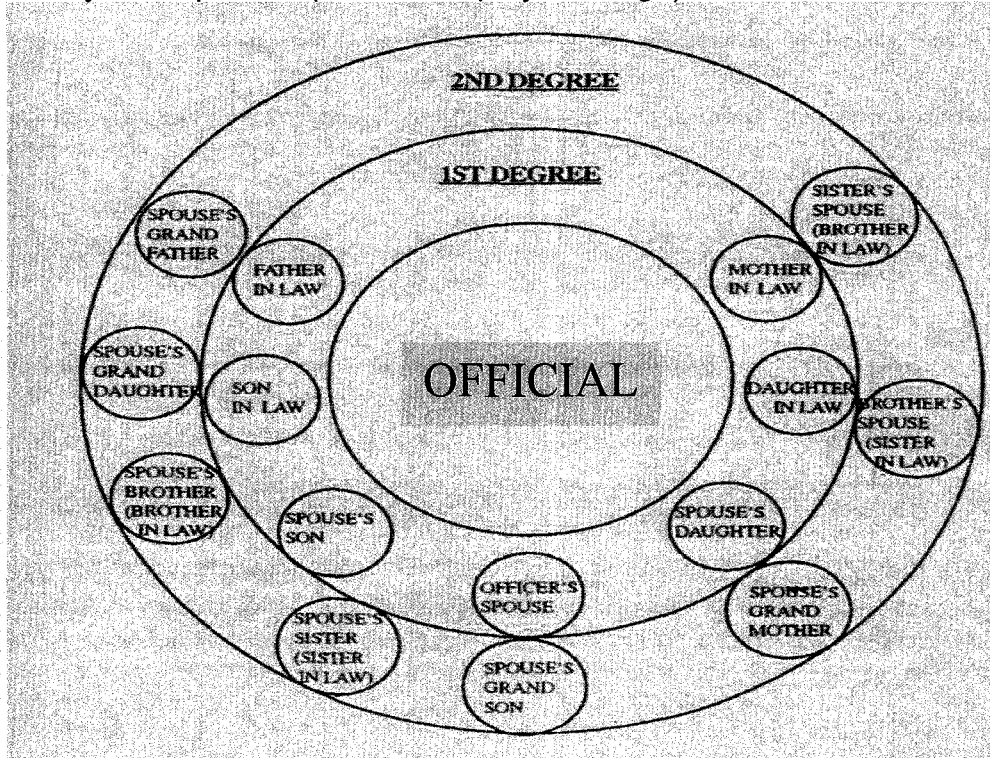 2ND DEGREE
1ST DEGREE
SPOUSE'S
GRAND
FATHER
FATHER
IN LAW
MOTHER
IN LAW
SISTER'S
SPOUSE
(BROTHER
IN LAW)
SPOUSE'S
GRAND
DAUGHTER
SON
IN LAW
OFFICIAL
DAUGHTER
IN LAW
BROTHER'S
SPOUSE
(SISTER
IN LAW)
SPOUSE'S
BROTHER
(BROTHER
IN LAW)
SPOUSE'S
SON
OFFICER'S
SPOUSE
SPOUSE'S
DAUGHTER
SPOUSE'S
SISTER
(SISTER
IN LAW)
SPOUSE'S
GRAND
SON
SPOUSE'S
GRAND
MOTHER